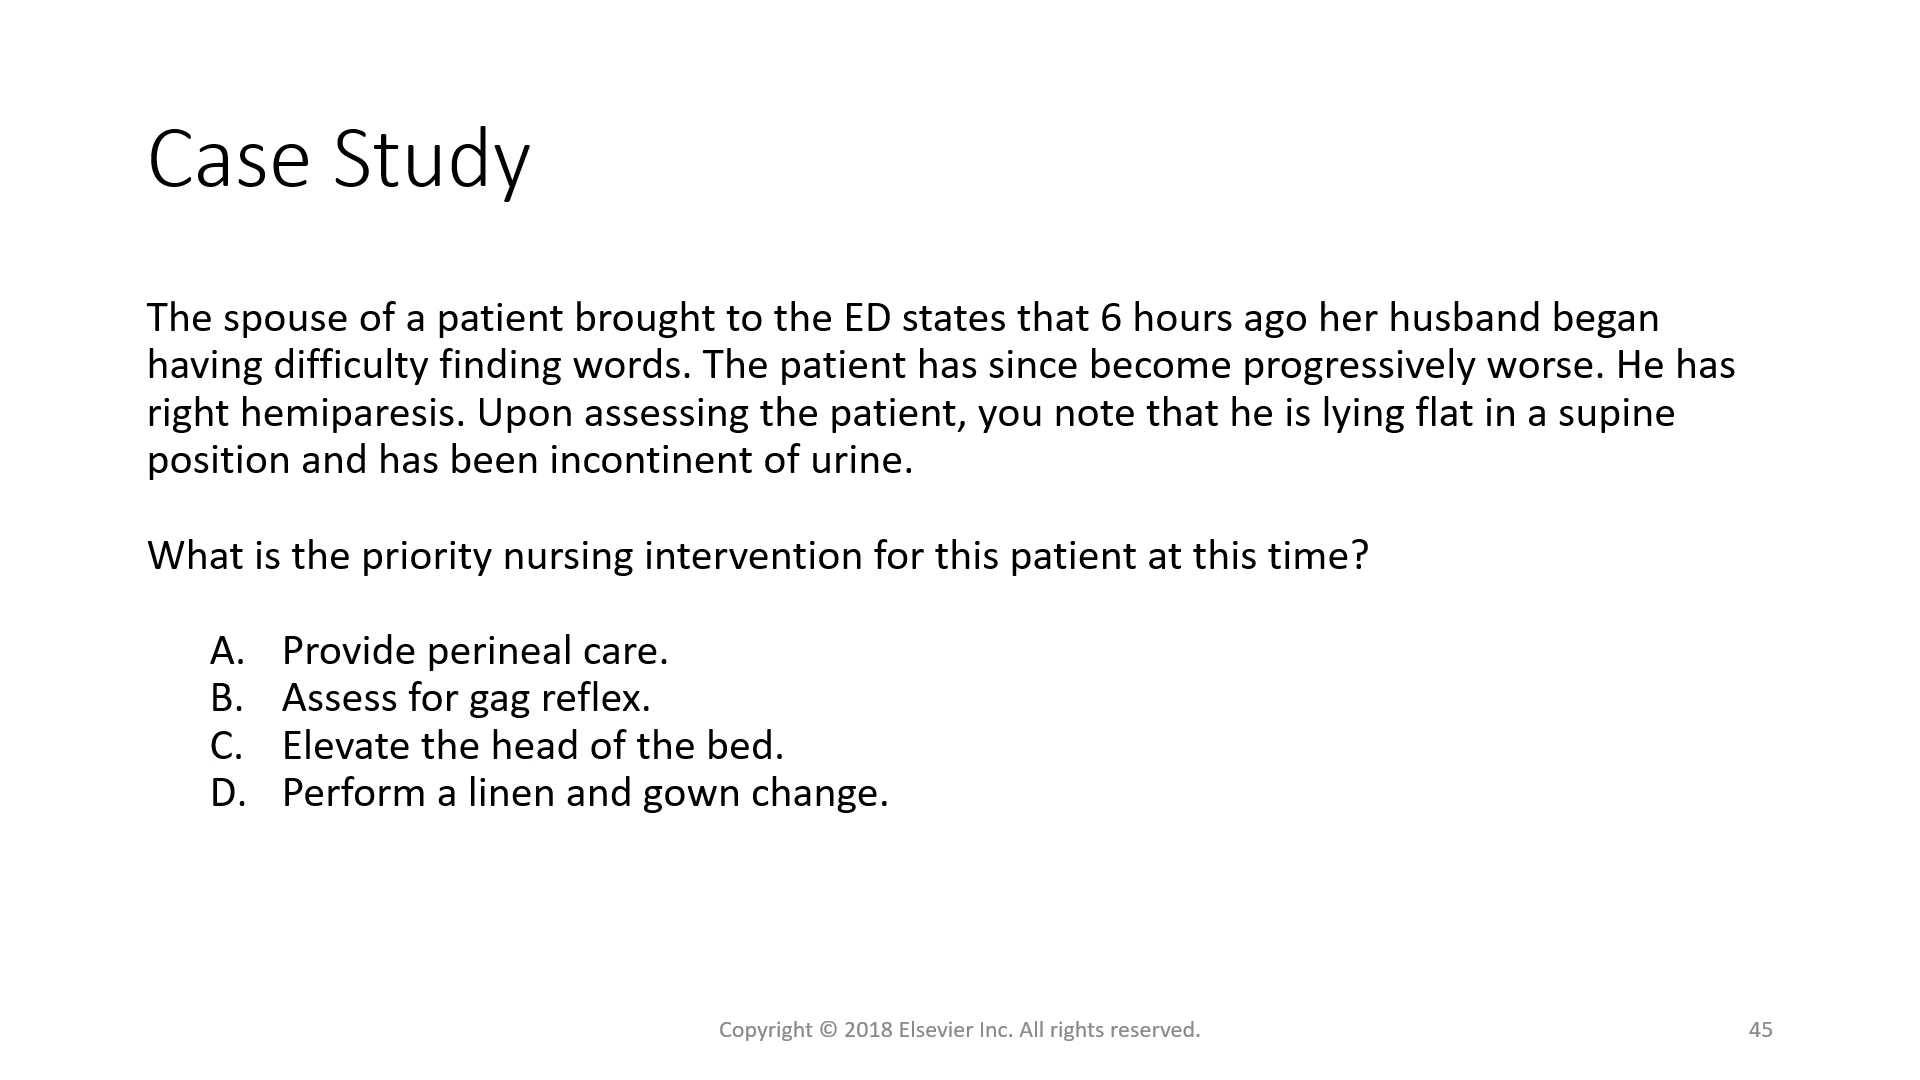 Case Study
The spouse of a patient brought to the ED states that 6 hours ago her husband began
having difficulty finding words. The patient has since become progressively worse. He has
right hemiparesis. Upon assessing the patient, you note that he is lying flat in a supine
position and has been incontinent of urine.
What is the priority nursing intervention for this patient at this time?
A. Provide perineal care.
B. Assess for gag reflex.
C. Elevate the head of the bed.
D. Perform a linen and gown change.
Copyright © 2018 Elsevier Inc. All rights reserved.
45